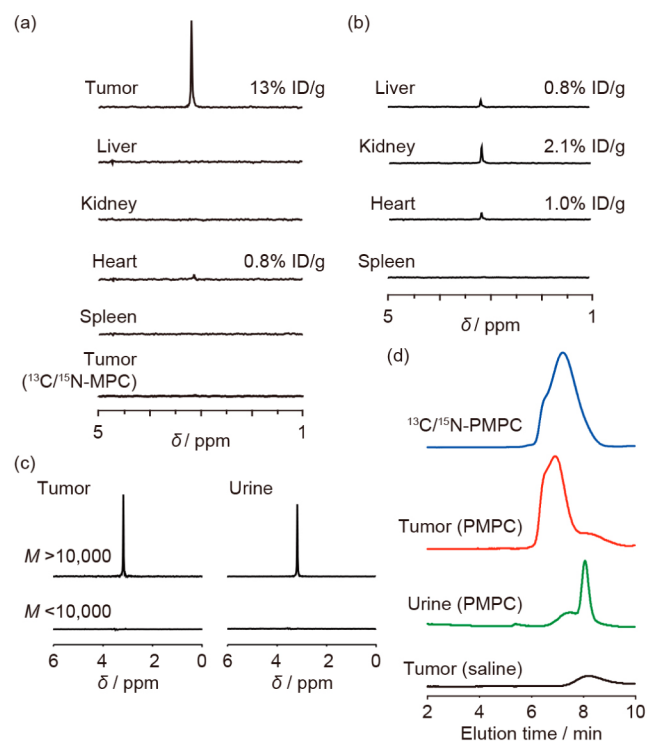 (a)
Tumor 13% ID/g
Liver
Kidney
Heart 0.8% ID/g
Spleen
Tumor
(¹³C/¹⁵N-MPC)
5 1
δ / ppm
(b)
Liver 0.8% ID/g
Kidney 2.1% ID/g
Heart 1.0% ID/g
Spleen
5 1
δ / ppm
(c)
Tumor Urine
M >10,000
M <10,000
6 4 2 0 6 4 2 0
δ / ppm δ / ppm
(d)
¹³C/¹⁵N-PMPC
Tumor (PMPC)
Urine (PMPC)
Tumor (saline)
2 4 6 8 10
Elution time / min